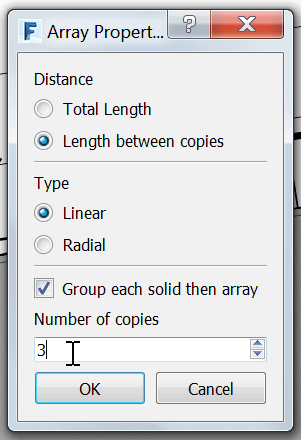 Array Propert...
Distance
Total Length
Length between copies
Type
Linear
Radial
Group each solid then array
Number of copies
3
OK
Cancel